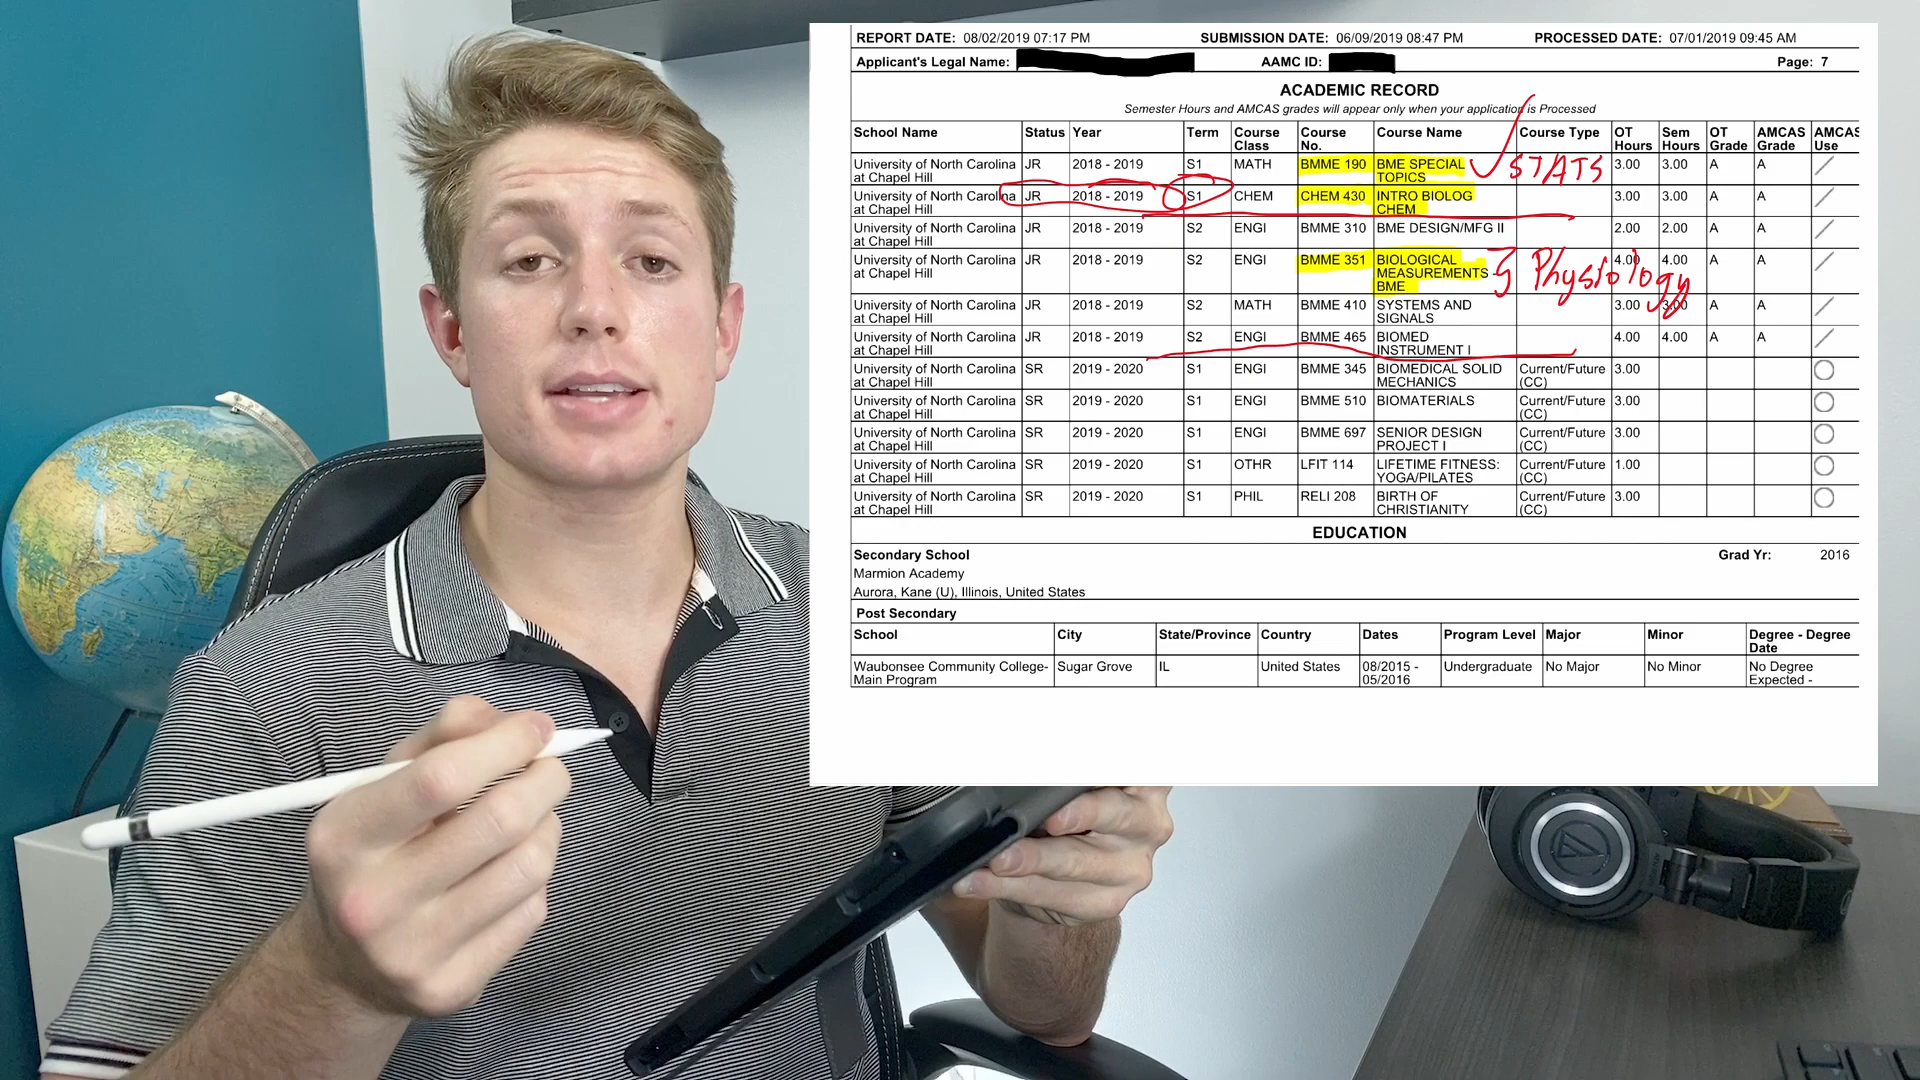 REPORT DATE: 08/02/2019 07:17 PM SUBMISSION DATE: 06/09/2019 08:47 PM PROCESSED DATE: 07/01/2019 09:45 AM
Applicant's Legal Name: AAMC ID: Page: 7
ACADEMIC RECORD
Semester Hours and AMCAS grades will appear only when your application is Processed
School Name Status Year Term Course Class Course No. Course Name Course Type OT Hours Sem Hours OT Grade AMCAS Grade AMCAS Use
University of North Carolina JR 2018 - 2019 S1 MATH BMME 190 BME SPECIAL STATS 3.00 3.00 A A
at Chapel Hill TOPICS
University of North Carolina JR 2018 - 2019 S1 CHEM CHEM 430 INTRO BIOLOG 3.00 3.00 A A
at Chapel Hill CHEM
University of North Carolina JR 2018 - 2019 S2 ENGI BMME 310 BME DESIGN/MFG II 2.00 2.00 A A
at Chapel Hill
University of North Carolina JR 2018 - 2019 S2 ENGI BMME 351 BIOLOGICAL 4.00 4.00 A A
at Chapel Hill MEASUREMENTS - Physiology
BME
University of North Carolina JR 2018 - 2019 S2 MATH BMME 410 SYSTEMS AND 3.00 3.00 A A
at Chapel Hill SIGNALS
University of North Carolina JR 2018 - 2019 S2 ENGI BMME 465 BIOMED 4.00 4.00 A A
at Chapel Hill INSTRUMENT I
University of North Carolina SR 2019 - 2020 S1 ENGI BMME 345 BIOMEDICAL SOLID Current/Future 3.00
at Chapel Hill MECHANICS (CC)
University of North Carolina SR 2019 - 2020 S1 ENGI BMME 510 BIOMATERIALS Current/Future 3.00
at Chapel Hill (CC)
University of North Carolina SR 2019 - 2020 S1 ENGI BMME 697 SENIOR DESIGN Current/Future 3.00
at Chapel Hill PROJECT I (CC)
University of North Carolina SR 2019 - 2020 S1 OTHR LFIT 114 LIFETIME FITNESS: Current/Future 1.00
at Chapel Hill YOGA/PILATES (CC)
University of North Carolina SR 2019 - 2020 S1 PHIL RELI 208 BIRTH OF Current/Future 3.00
at Chapel Hill CHRISTIANITY (CC)
EDUCATION
Secondary School Grad Yr: 2016
Marmion Academy
Aurora, Kane (U), Illinois, United States
Post Secondary
School City State/Province Country Dates Program Level Major Minor Degree - Degree
Date
Waubonsee Community College- Sugar Grove IL United States 08/2015 - Undergraduate No Major No Minor No Degree
Main Program 05/2016 Expected -